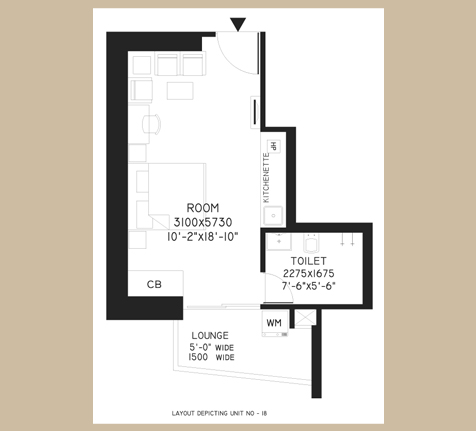 HP
KITCHENETTE
ROOM
3100x5730
10'-2"x18'-10"
TOILET
2275x1675
7'-6"x5'-6"
CB
WM
LOUNGE
5'-0" WIDE
1500 WIDE
LAYOUT DEPICTING UNIT NO - 18